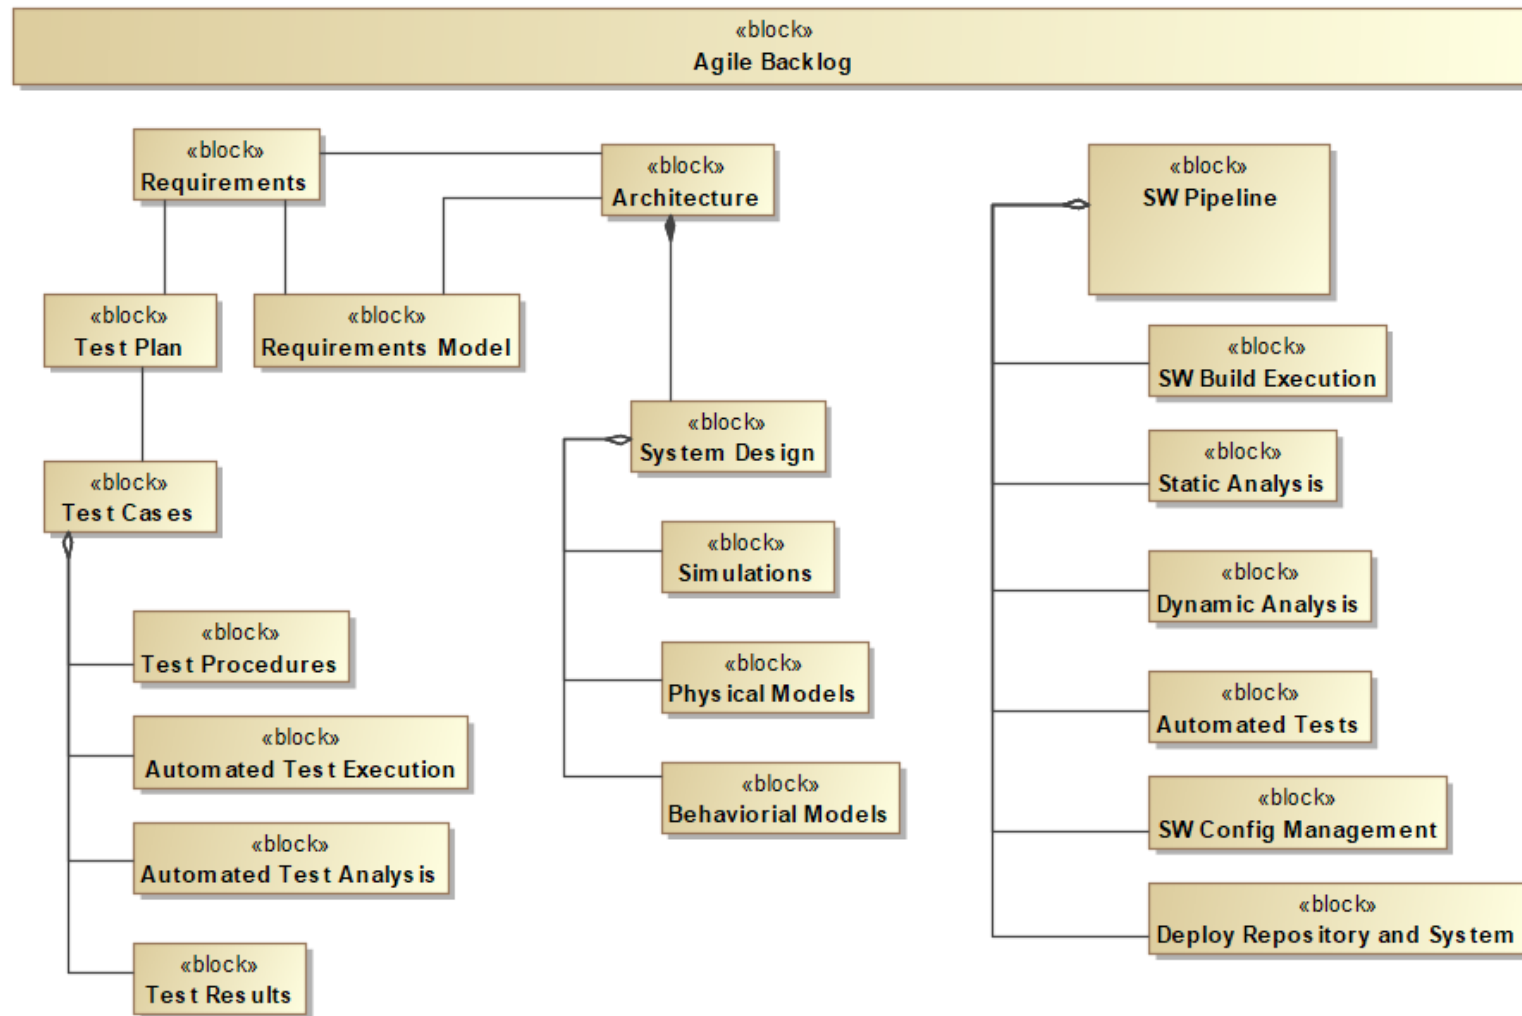 «block»
Agile Backlog
«block»
Requirements
«block»
Architecture
«block»
SW Pipeline
«block»
Test Plan
«block»
Requirements Model
«block»
SW Build Execution
«block»
System Design
«block»
Static Analysis
«block»
Test Cases
«block»
Simulations
«block»
Dynamic Analysis
«block»
Test Procedures
«block»
Physical Models
«block»
Automated Tests
«block»
Automated Test Execution
«block»
Behaviorial Models
«block»
SW Config Management
«block»
Automated Test Analysis
«block»
Deploy Repository and System
«block»
Test Results